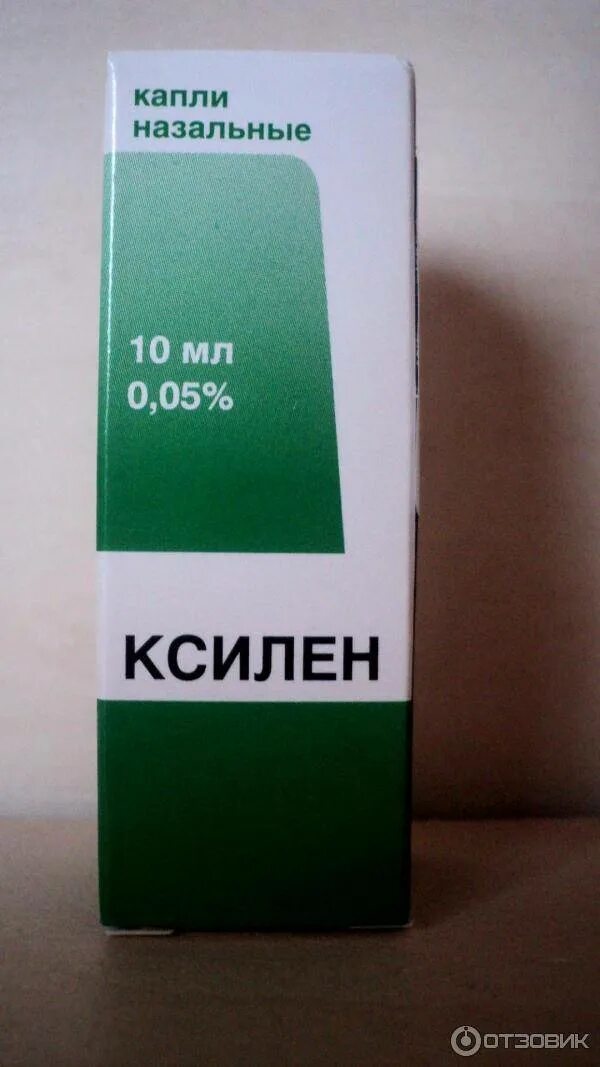 капли
назальные
10 мл
0,05%
КСИЛЕН
ОТЗОВИК